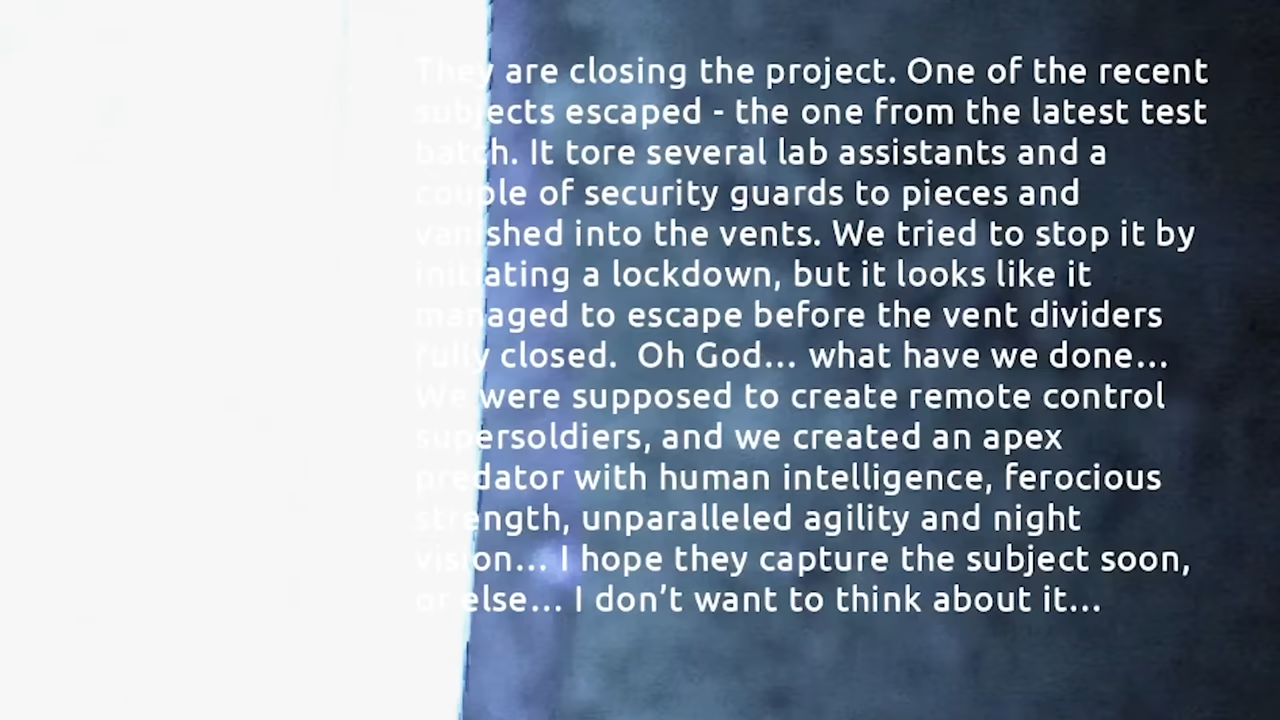 They are closing the project. One of the recent
subjects escaped - the one from the latest test
batch. It tore several lab assistants and a
couple of security guards to pieces and
vanished into the vents. We tried to stop it by
initiating a lockdown, but it looks like it
managed to escape before the vent dividers
fully closed.  Oh God... what have we done...
We were supposed to create remote control
supersoldiers, and we created an apex
predator with human intelligence, ferocious
strength, unparalleled agility and night
vision... I hope they capture the subject soon,
or else... I don’t want to think about it...